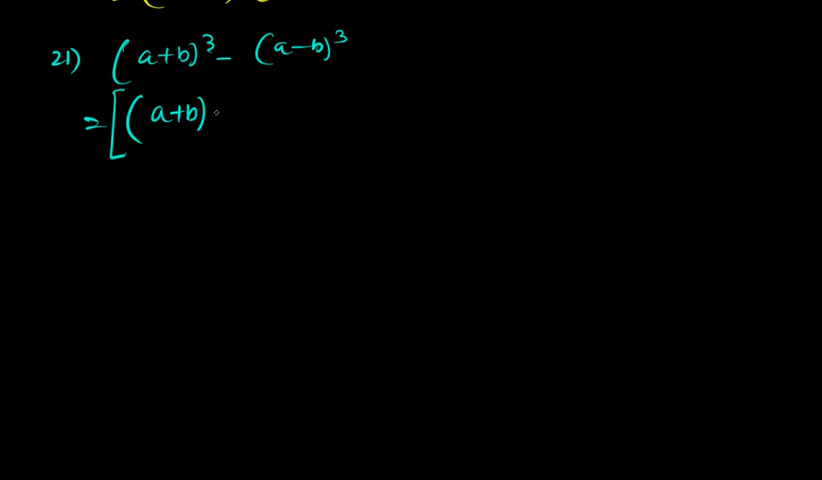 21) (a+b)³ - (a-b)³
= [(a+b)